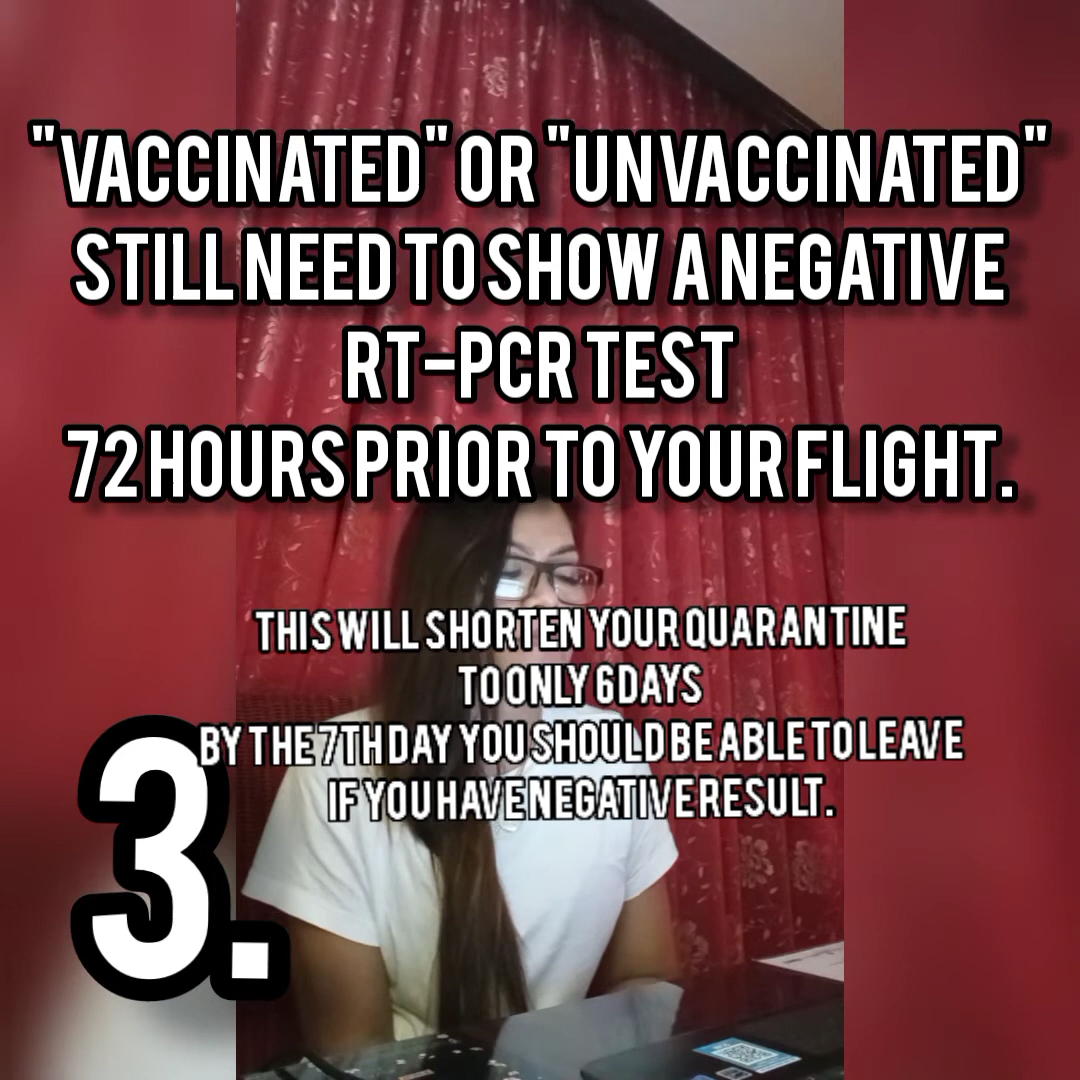 "VACCINATED" OR "UNVACCINATED"
STILL NEED TO SHOW A NEGATIVE
RT-PCR TEST
72 HOURS PRIOR TO YOUR FLIGHT.
THIS WILL SHORTEN YOUR QUARANTINE
TO ONLY 6 DAYS
BY THE 7TH DAY YOU SHOULD BE ABLE TO LEAVE
IF YOU HAVE NEGATIVE RESULT.
3.